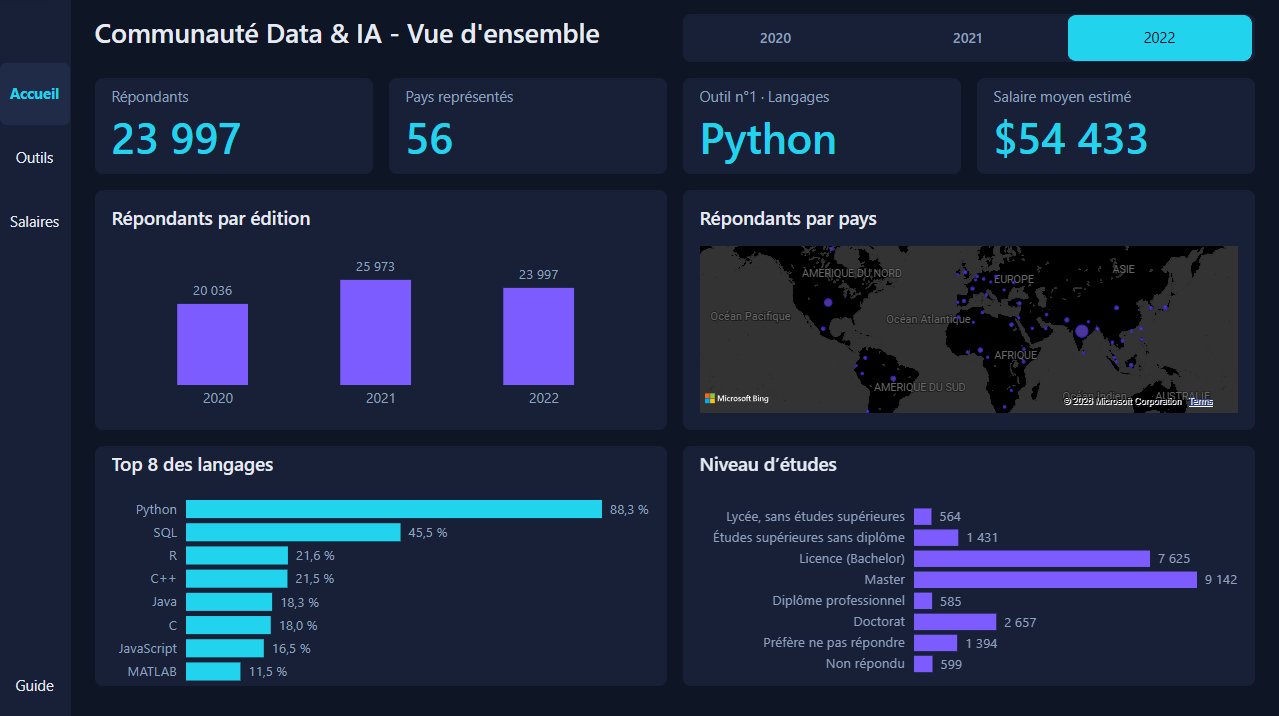 Communauté Data & IA - Vue d'ensemble
2020
2021
2022
Accueil
Outils
Salaires
Guide
Répondants
23 997
Pays représentés
56
Outil n°1 · Langages
Python
Salaire moyen estimé
$54 433
Répondants par édition
20 036
25 973
23 997
2020
2021
2022
Répondants par pays
AMÉRIQUE DU NORD
EUROPE
ASIE
Océan Pacifique
Océan Atlantique
AFRIQUE
AMÉRIQUE DU SUD
Océan Indien
AUSTRALIE
Microsoft Bing
© 2026 Microsoft Corporation Terms
Top 8 des langages
Python 88,3 %
SQL 45,5 %
R 21,6 %
C++ 21,5 %
Java 18,3 %
C 18,0 %
JavaScript 16,5 %
MATLAB 11,5 %
Niveau d’études
Lycée, sans études supérieures 564
Études supérieures sans diplôme 1 431
Licence (Bachelor) 7 625
Master 9 142
Diplôme professionnel 585
Doctorat 2 657
Préfère ne pas répondre 1 394
Non répondu 599